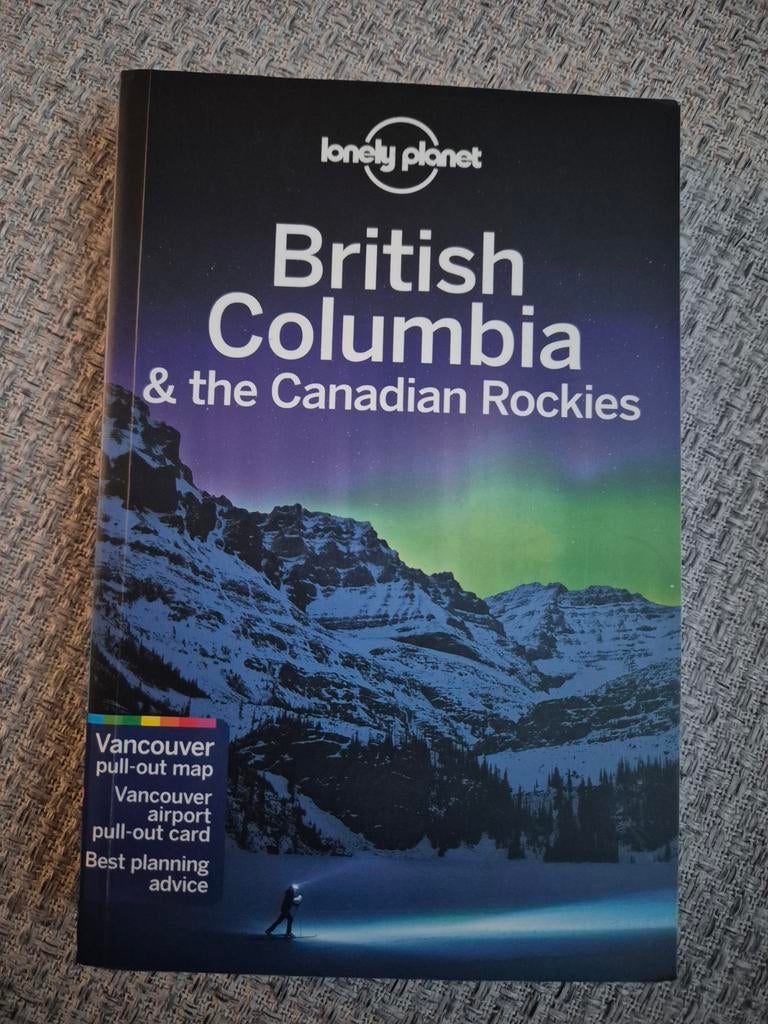 lonely planet
British
Columbia
& the Canadian Rockies
Vancouver
pull-out map
Vancouver
airport
pull-out card
Best planning
advice